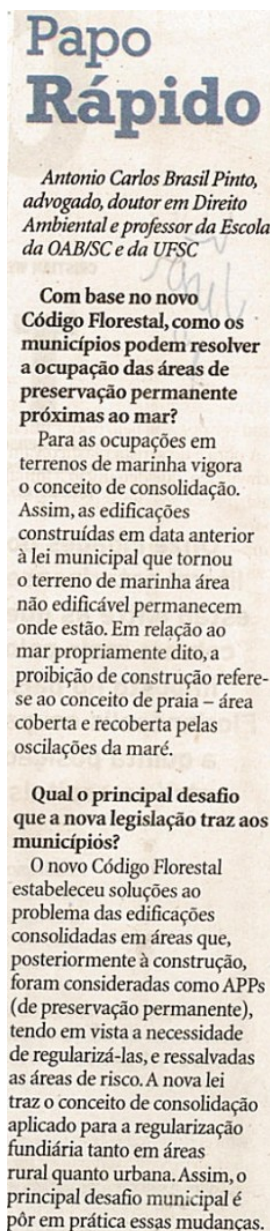 Papo
Rápido
Antonio Carlos Brasil Pinto,
advogado, doutor em Direito
Ambiental e professor da Escola
da OAB/SC e da UFSC
Com base no novo
Código Florestal, como os
municípios podem resolver
a ocupação das áreas de
preservação permanente
próximas ao mar?
Para as ocupações em
terrenos de marinha vigora
o conceito de consolidação.
Assim, as edificações
construídas em data anterior
à lei municipal que tornou
o terreno de marinha área
não edificável permanecem
onde estão. Em relação ao
mar propriamente dito, a
proibição de construção refere-
se ao conceito de praia – área
coberta e recoberta pelas
oscilações da maré.
Qual o principal desafio
que a nova legislação traz aos
municípios?
O novo Código Florestal
estabeleceu soluções ao
problema das edificações
consolidadas em áreas que,
posteriormente à construção,
foram consideradas como APPs
(de preservação permanente),
tendo em vista a necessidade
de regularizá-las, e ressalvadas
as áreas de risco. A nova lei
traz o conceito de consolidação
aplicado para a regularização
fundiária tanto em áreas
rural quanto urbana. Assim, o
principal desafio municipal é
pôr em prática essas mudanças.